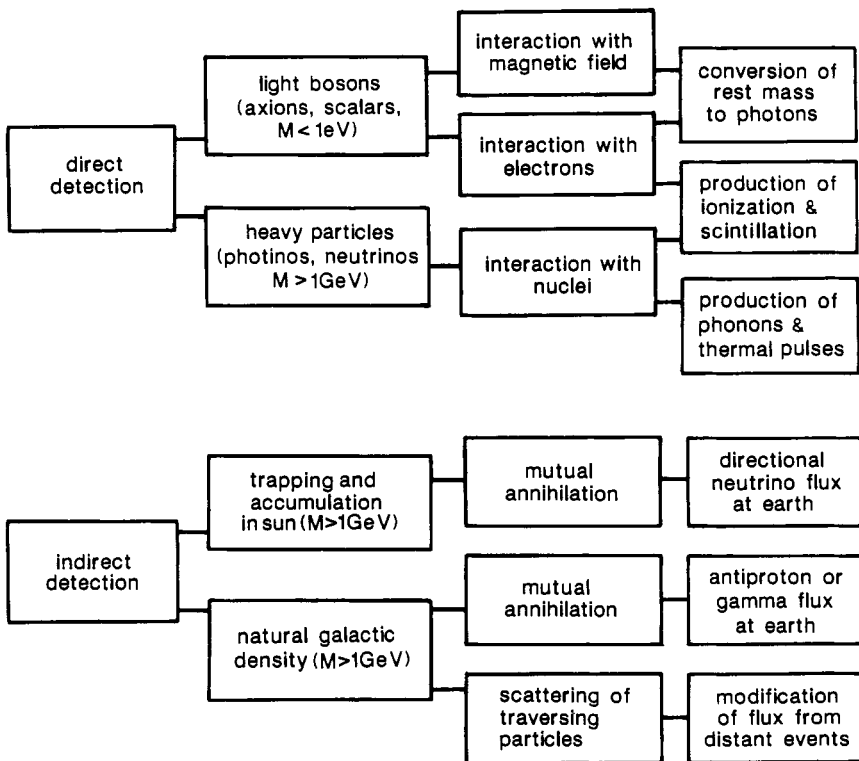 direct
detection
light bosons
(axions, scalars,
M < 1eV)
heavy particles
(photinos, neutrinos
M > 1GeV)
interaction with
magnetic field
interaction with
electrons
interaction with
nuclei
conversion of
rest mass
to photons
production of
ionization &
scintillation
production of
phonons &
thermal pulses
indirect
detection
trapping and
accumulation
in sun (M>1GeV)
natural galactic
density (M>1GeV)
mutual
annihilation
mutual
annihilation
scattering of
traversing
particles
directional
neutrino flux
at earth
antiproton or
gamma flux
at earth
modification
of flux from
distant events